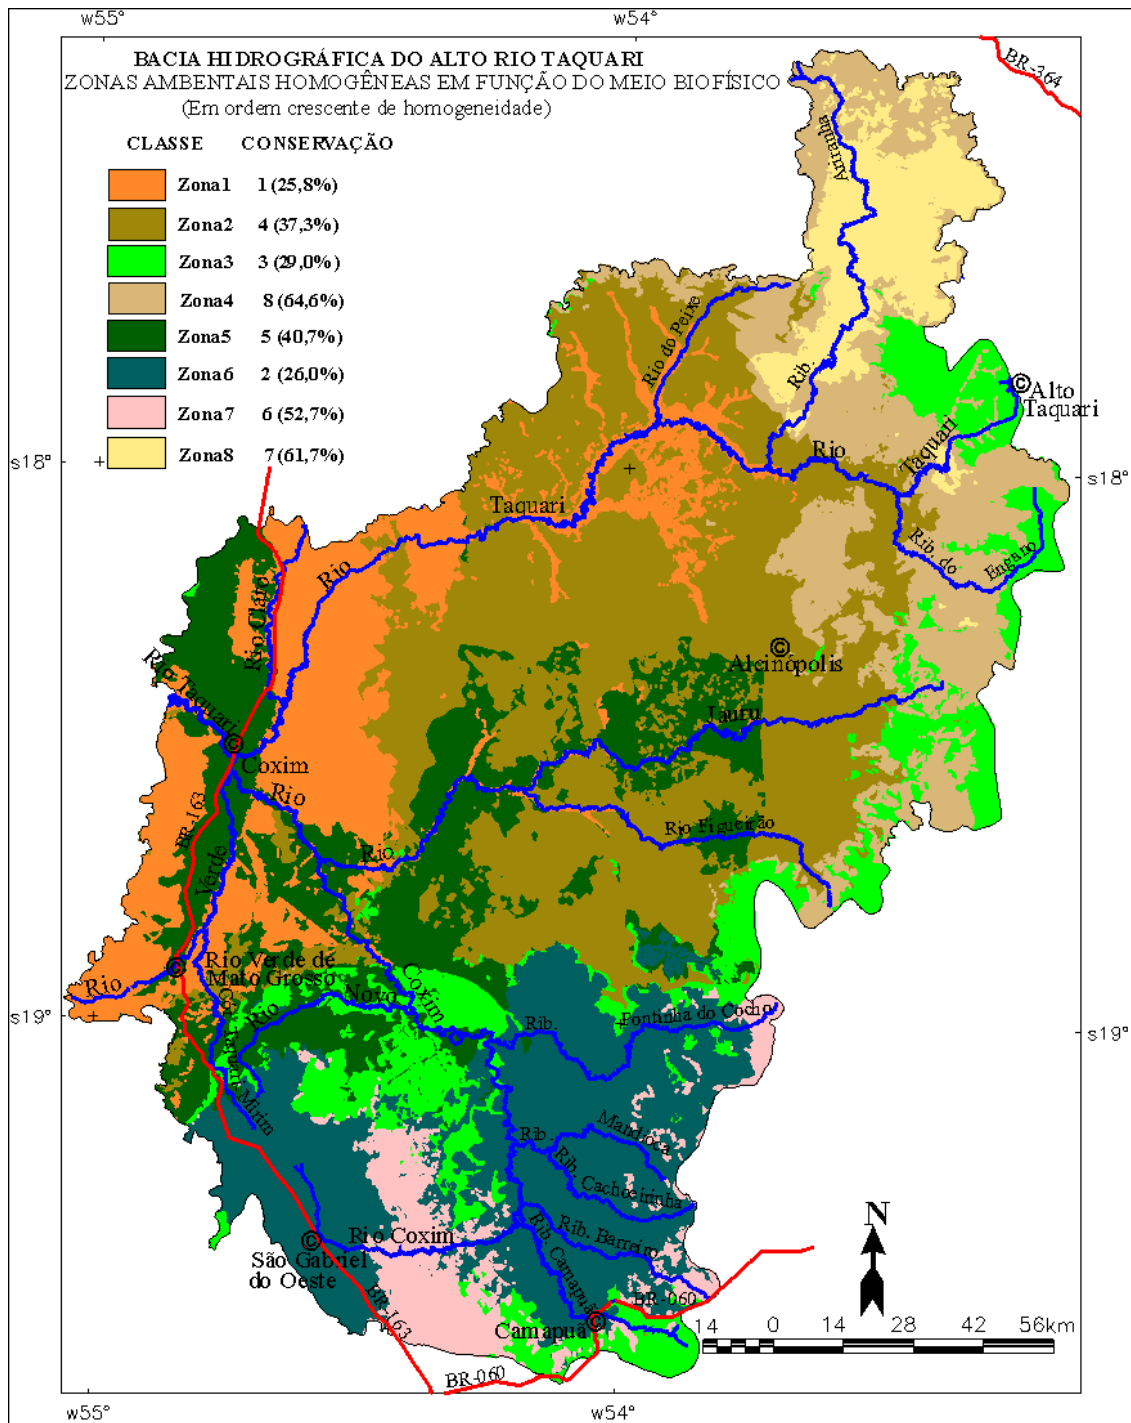 w55°
w54°
BACIA HIDROGRÁFICA DO ALTO RIO TAQUARI
ZONAS AMBENTAIS HOMOGÊNEAS EM FUNÇÃO DO MEIO BIOFÍSICO
(Em ordem crescente de homogeneidade)
CLASSE CONSERVAÇÃO
Zona1 1 (25,8%)
Zona2 4 (37,3%)
Zona3 3 (29,0%)
Zona4 8 (64,6%)
Zona5 5 (40,7%)
Zona6 2 (26,0%)
Zona7 6 (52,7%)
Zona8 7 (61,7%)
BR-364
Ariranha
Rib.
Rio do Peixe
Alto
Taquari
Rio
Taquari
s18°
s18°
Taquari
Rio
Rib. do
Engano
Rio Claro
Rio Taquari
Alcinópolis
Jauru
Coxim
Rio
BR-163
Rio Figueirão
Rio
Verde
Rio
Rio Verde de
Mato Grosso
Coxim
Novo
Rio
Mirim
Rib.
Pontinha do Cocho
s19°
s19°
Rib.
Mandioca
Rib.
Cachoeirinha
Rib. Barreiro
Rib. Camapuã
Rio Coxim
São Gabriel
do Oeste
BR-163
BR-060
Camapuã
BR-060
N
14 0 14 28 42 56km
w55°
w54°